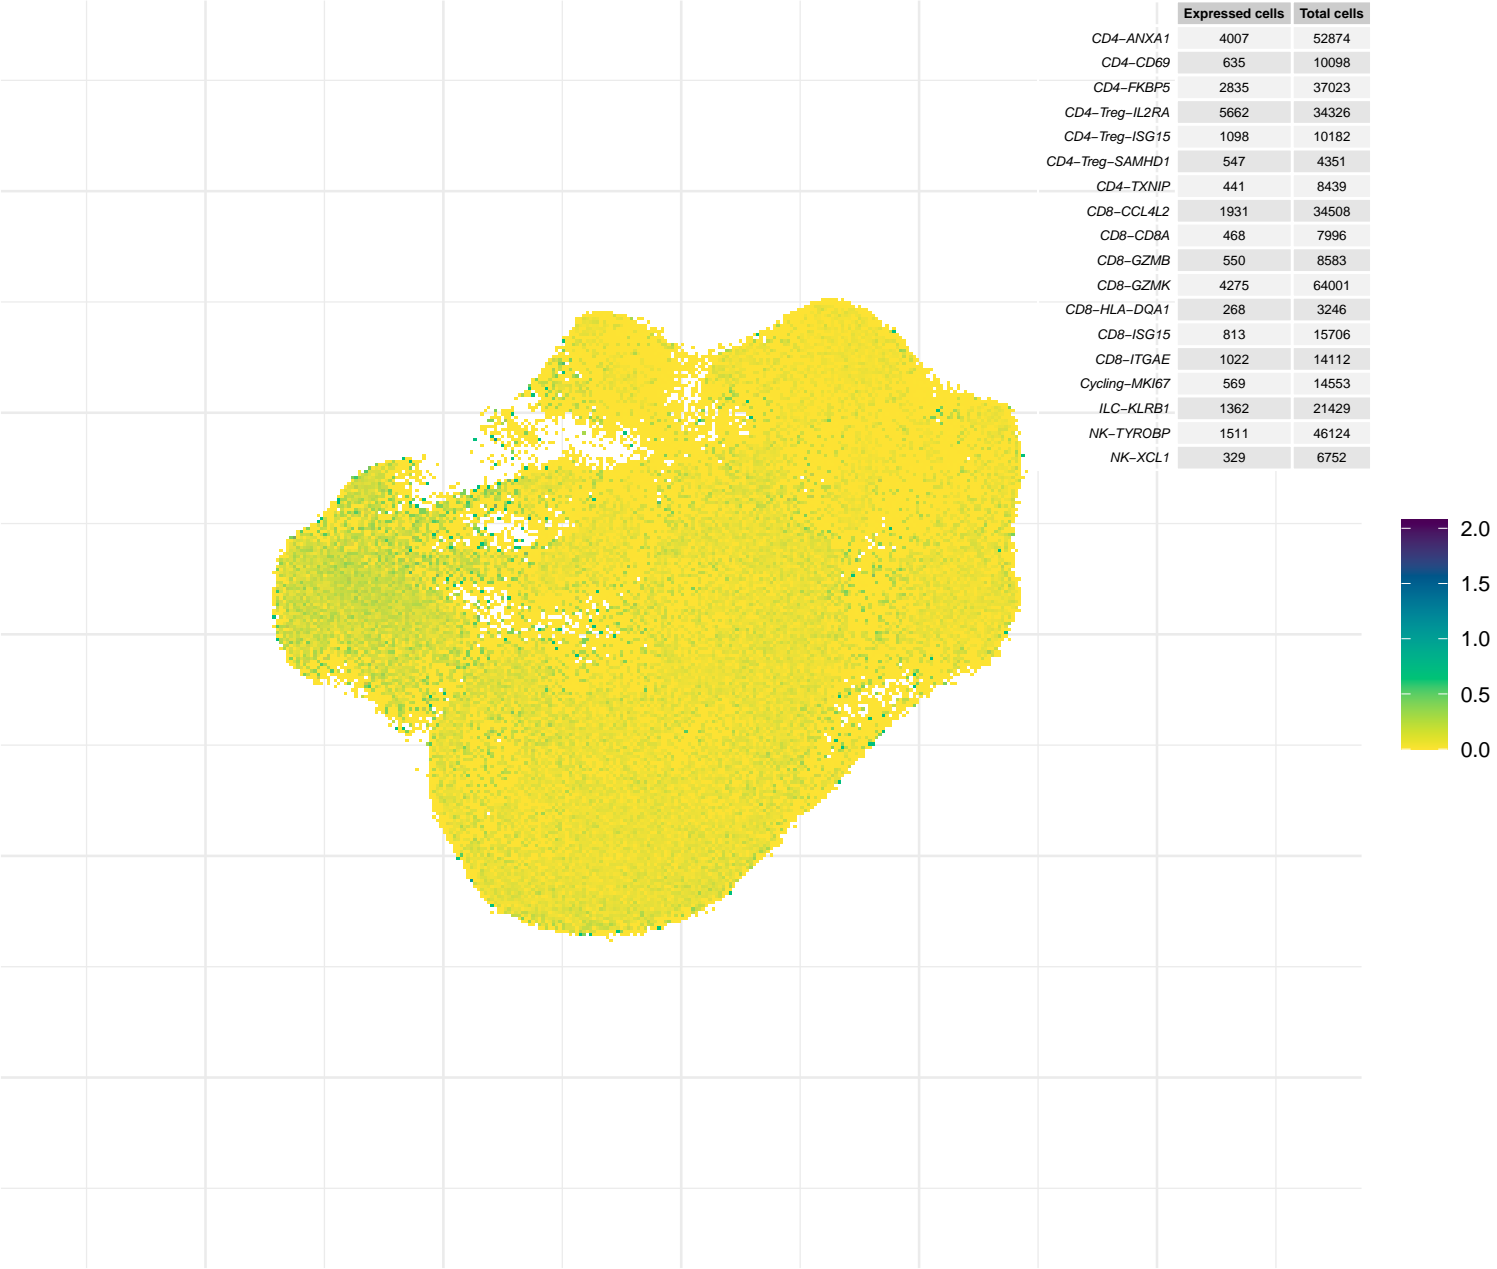 Expressed cells Total cells
CD4−ANXA1 4007 52874
CD4−CD69 635 10098
CD4−FKBP5 2835 37023
CD4−Treg−IL2RA 5662 34326
CD4−Treg−ISG15 1098 10182
CD4−Treg−SAMHD1 547 4351
CD4−TXNIP 441 8439
CD8−CCL4L2 1931 34508
CD8−CD8A 468 7996
CD8−GZMB 550 8583
CD8−GZMK 4275 64001
CD8−HLA−DQA1 268 3246
CD8−ISG15 813 15706
CD8−ITGAE 1022 14112
Cycling−MKI67 569 14553
ILC−KLRB1 1362 21429
NK−TYROBP 1511 46124
NK−XCL1 329 6752
2.0
1.5
1.0
0.5
0.0